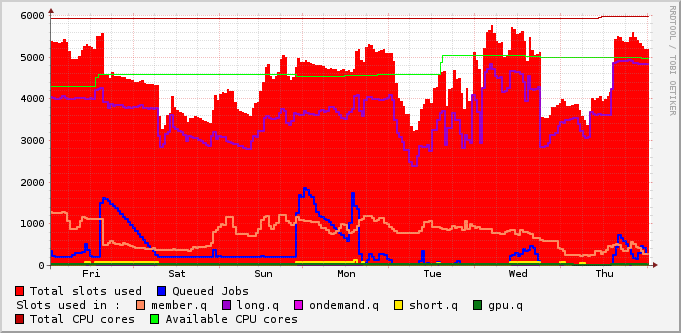 6000
5000
4000
3000
2000
1000
0
Fri Sat Sun Mon Tue Wed Thu
Total slots used Queued Jobs
Slots used in : member.q long.q ondemand.q short.q gpu.q
Total CPU cores Available CPU cores
RRDTOOL / TOBI OETIKER